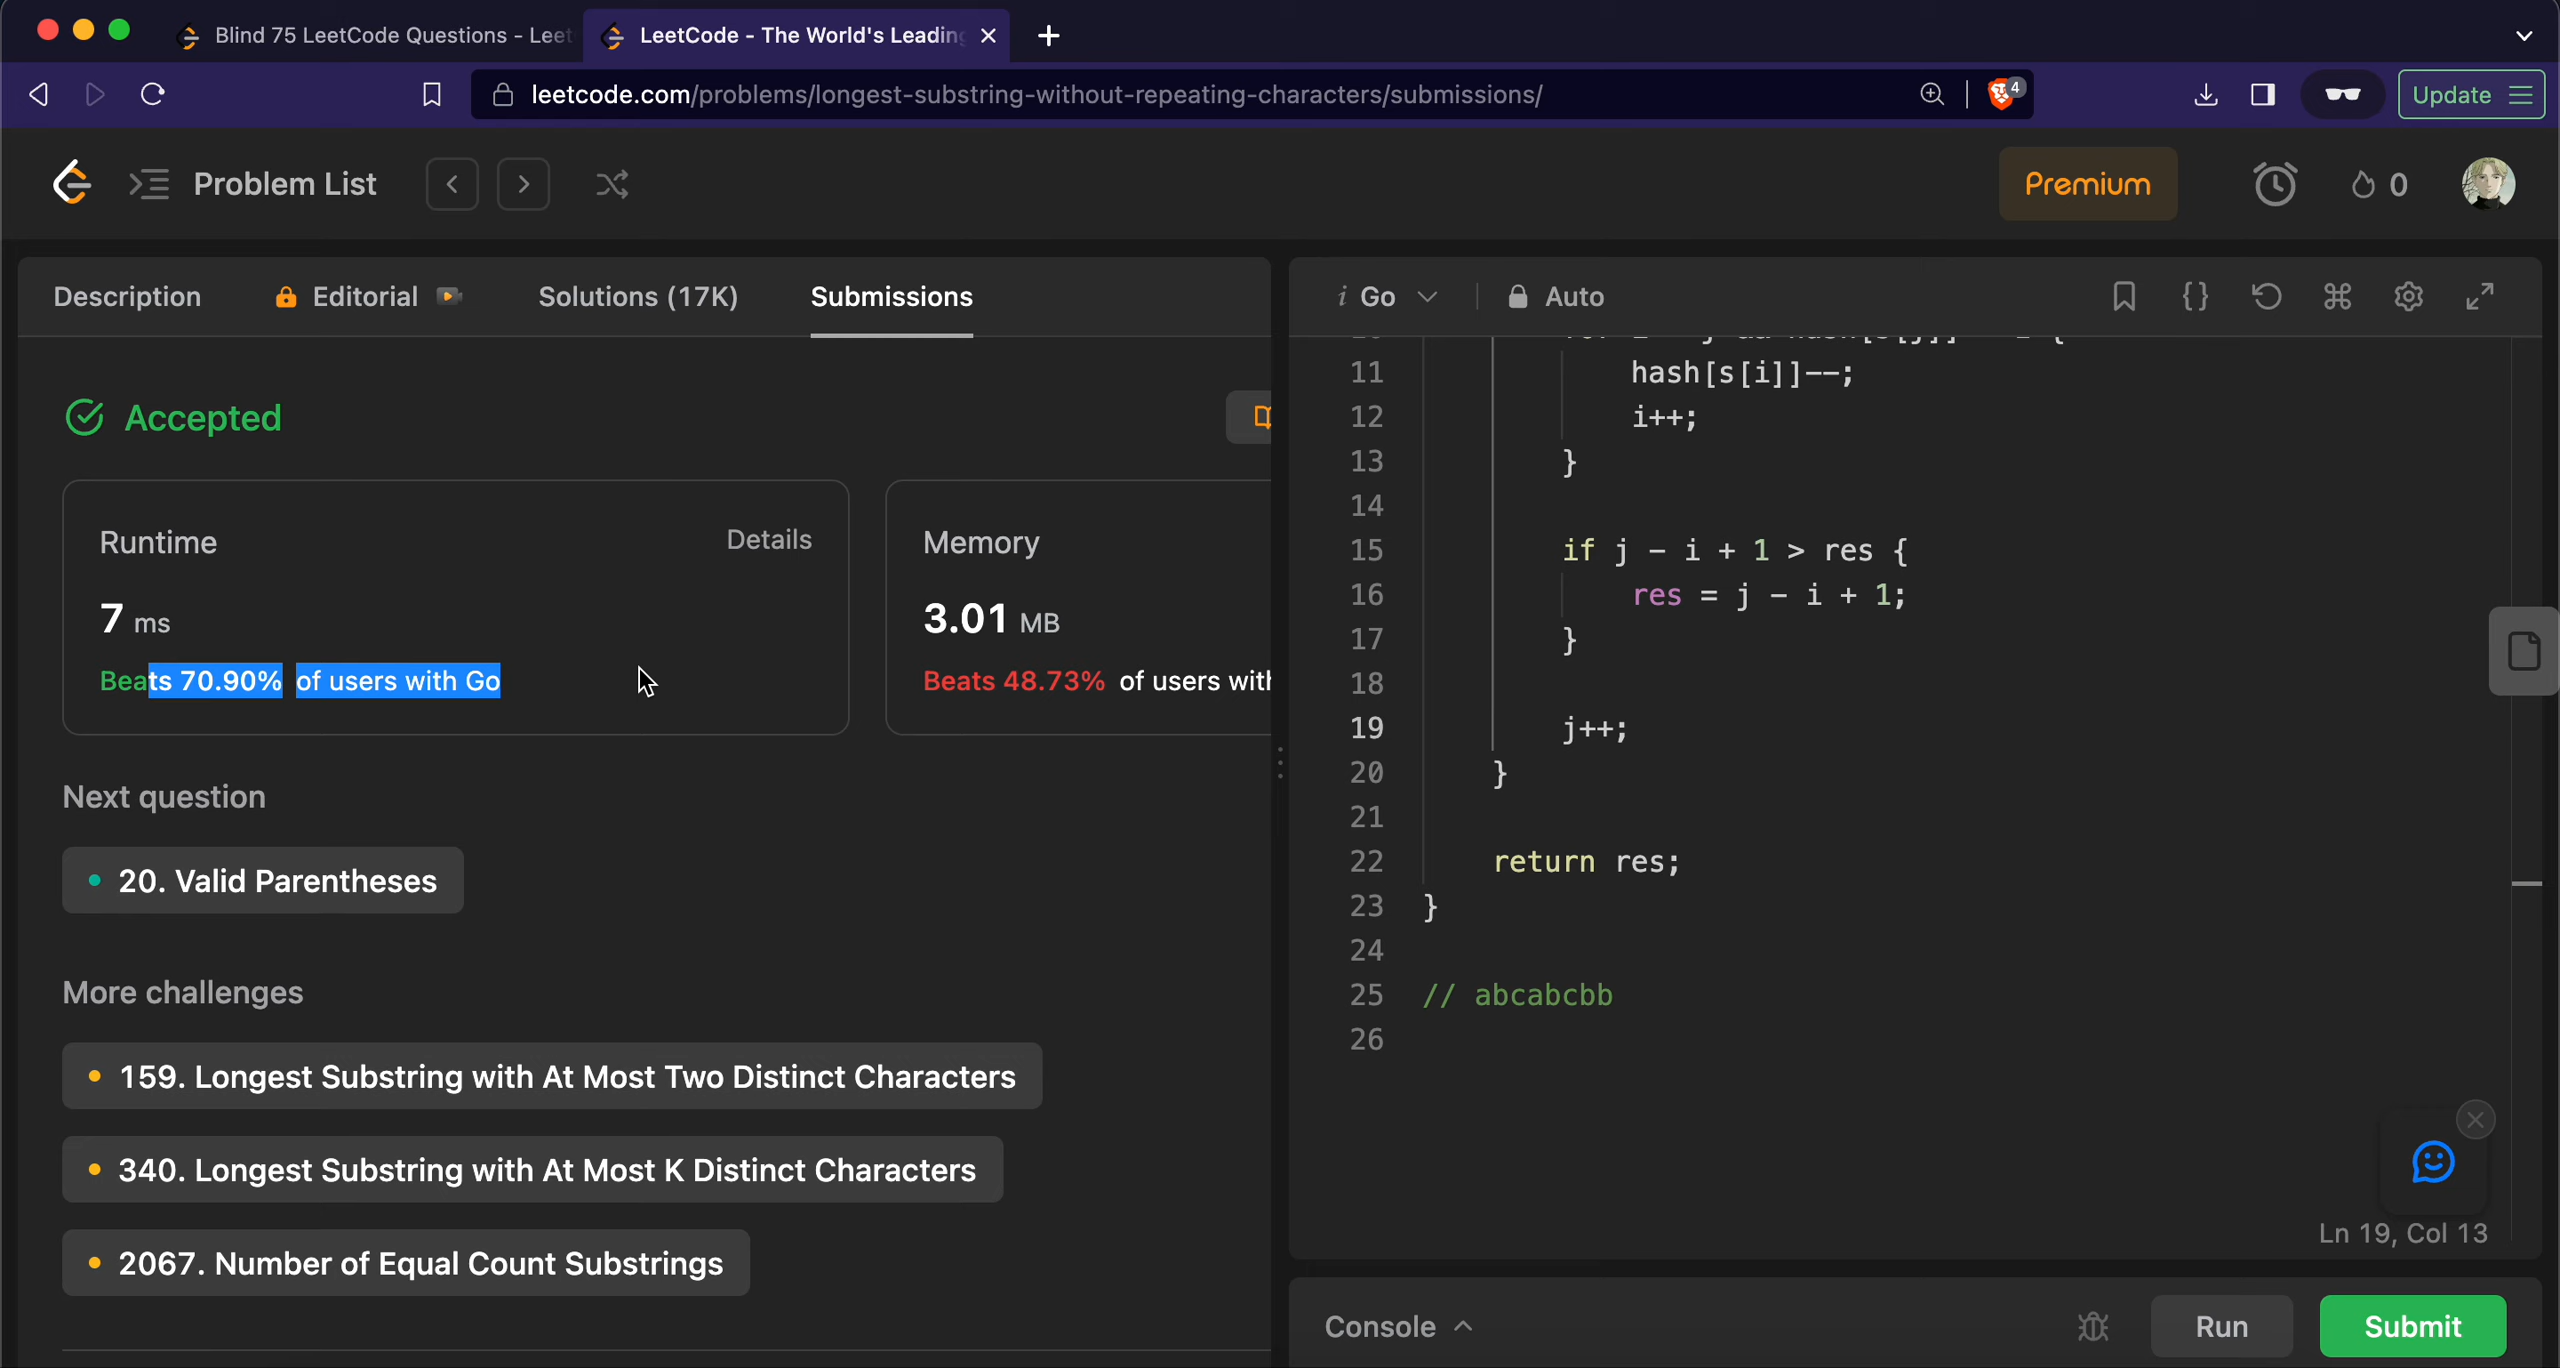 Blind 75 LeetCode Questions - Leet
LeetCode - The World's Leading
leetcode.com/problems/longest-substring-without-repeating-characters/submissions/
4
Update
Problem List
Premium
0
Description
Editorial
Solutions (17K)
Submissions
Accepted
Runtime
Details
7 ms
Beats 70.90% of users with Go
Memory
3.01 MB
Beats 48.73% of users with
Next question
20. Valid Parentheses
More challenges
159. Longest Substring with At Most Two Distinct Characters
340. Longest Substring with At Most K Distinct Characters
2067. Number of Equal Count Substrings
i Go
Auto
11 hash[s[i]]--;
12 i++;
13 }
14
15 if j - i + 1 > res {
16 res = j - i + 1;
17 }
18
19 j++;
20 }
21
22 return res;
23 }
24
25 // abcabcbb
26
Ln 19, Col 13
Console
Run
Submit